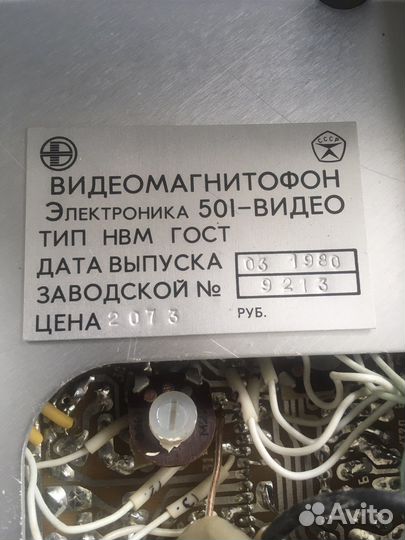 СССР
ВИДЕОМАГНИТОФОН
ЭЛЕКТРОНИКА 501-ВИДЕО
ТИП НВМ ГОСТ
ДАТА ВЫПУСКА 03 1980
ЗАВОДСКОЙ № 9213
ЦЕНА 2073 РУБ.
Avito